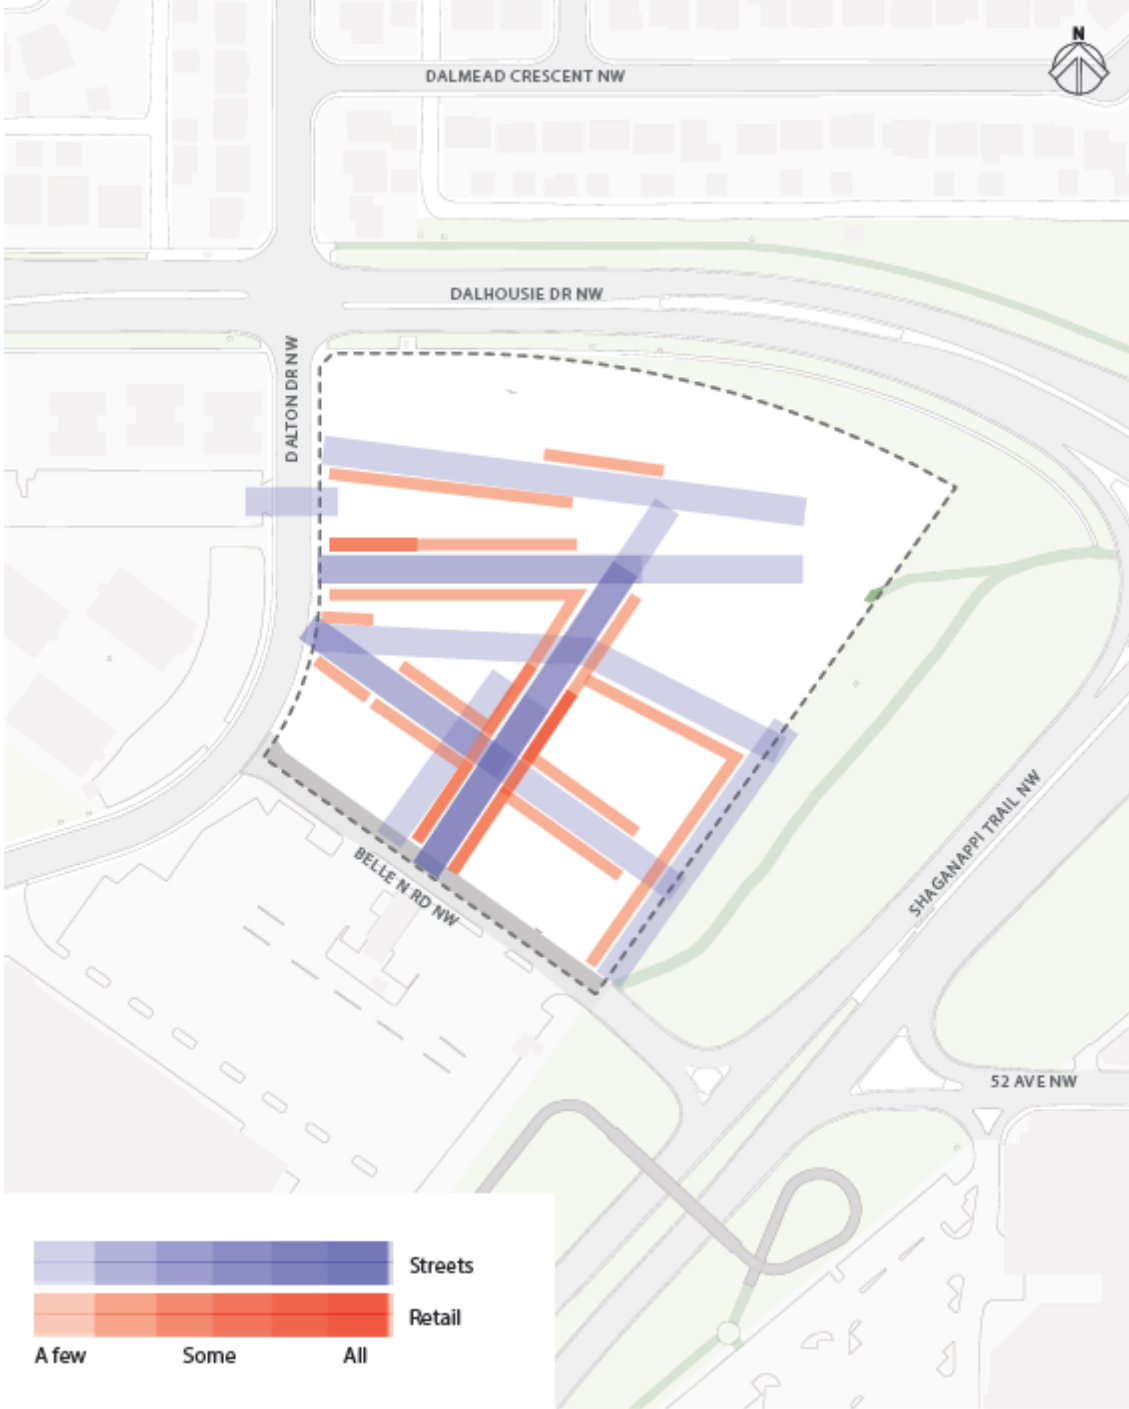 N
DALMEAD CRESCENT NW
DALHOUSIE DR NW
DALTON DR NW
SHAGANAPPI TRAIL NW
BELLE N RD NW
52 AVE NW
Streets
Retail
A few Some All